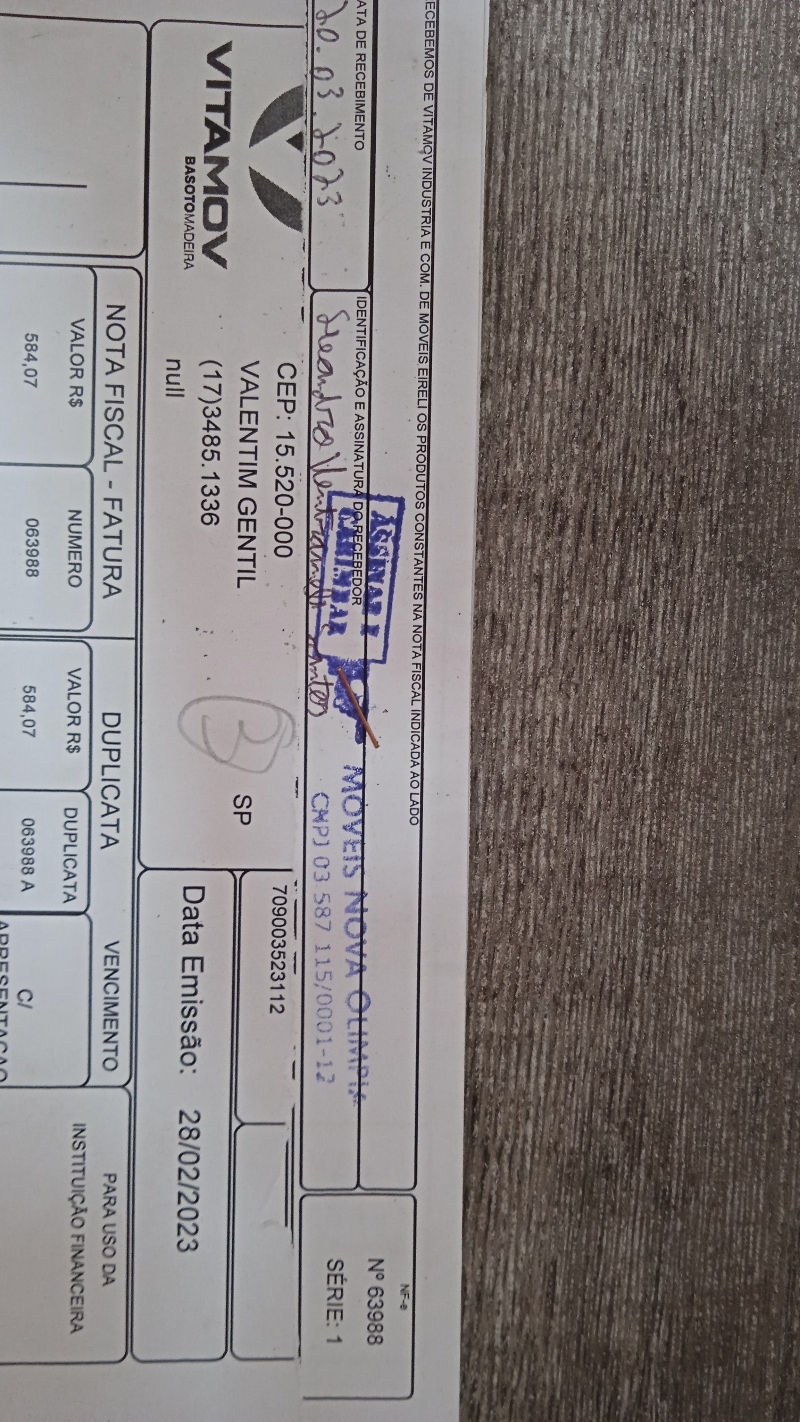 ECEBEMOS DE VITAMOV INDUSTRIA E COM. DE MOVEIS EIRELI OS PRODUTOS CONSTANTES NA NOTA FISCAL INDICADA AO LADO
NF-e
Nº 63988
SÉRIE: 1
ATA DE RECEBIMENTO
20.03.2023
IDENTIFICAÇÃO E ASSINATURA DO RECEBEDOR
ASSINAR E
CARIMBAR
MOVEIS NOVA OLIMPIA
CNPJ 03 587 115/0001-12
VITAMOV
BASOTOMADEIRA
CEP: 15.520-000
VALENTIM GENTIL
SP
(17)3485.1336
null
709003523112
Data Emissão: 28/02/2023
NOTA FISCAL - FATURA
DUPLICATA
VENCIMENTO
PARA USO DA
INSTITUIÇÃO FINANCEIRA
VALOR R$
NUMERO
VALOR R$
DUPLICATA
584,07
063988
584,07
063988 A
C/
APRESENTACAO